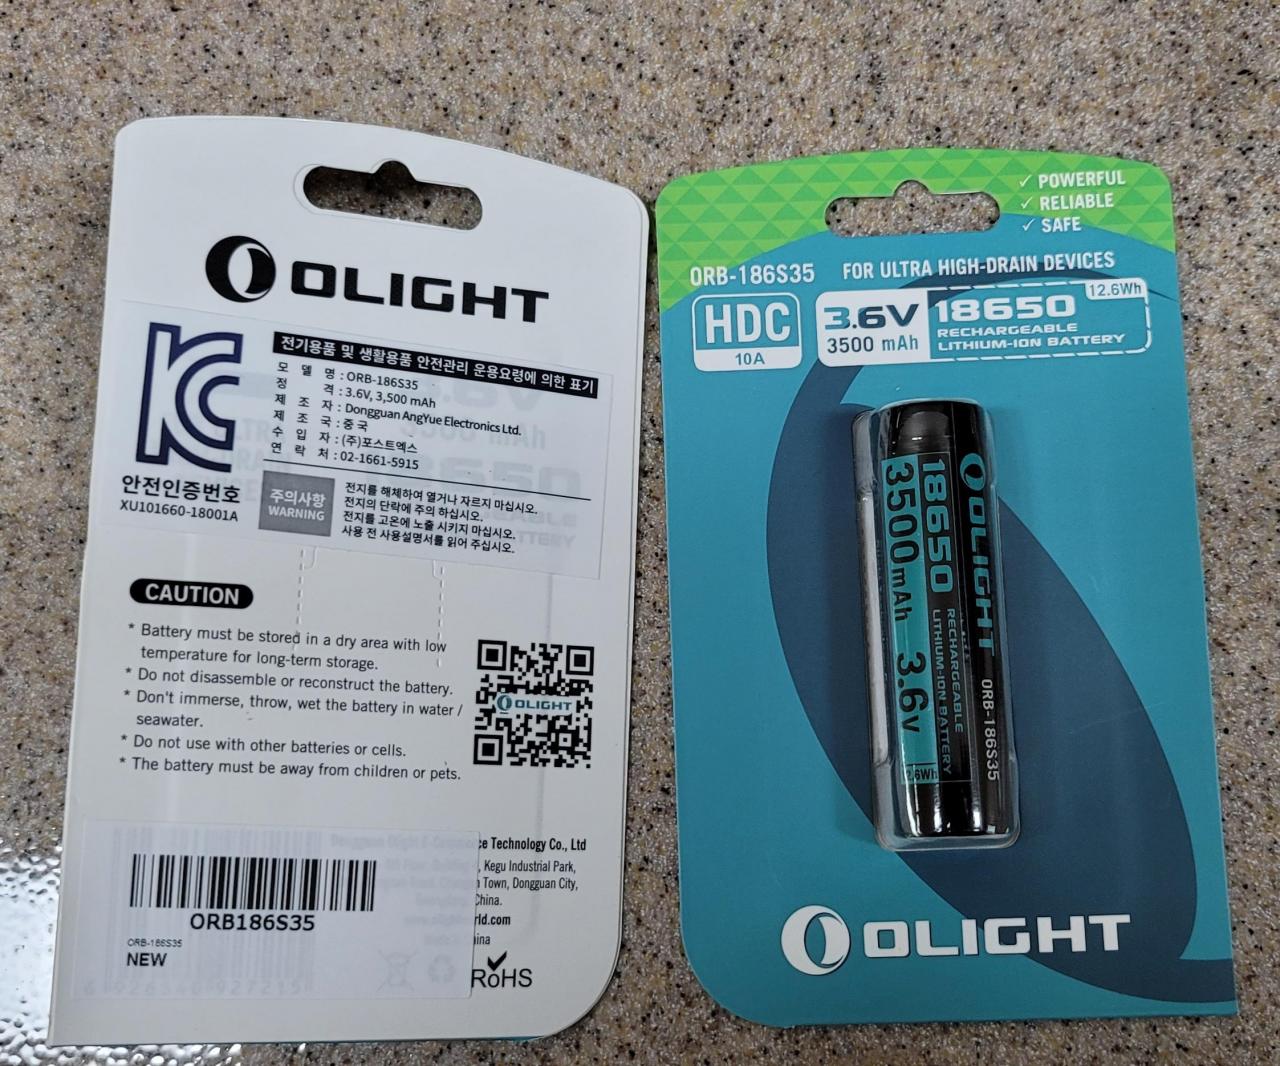 OLIGHT
전기용품 및 생활용품 안전관리 운용요령에 의한 표기
모 델 명 : ORB-186S35
정 격 : 3.6V, 3,500 mAh
제 조 자 : Dongguan AngYue Electronics Ltd.
제 조 국 : 중국
수 입 자 : (주)포스트엑스
연 락 처 : 02-1661-5915
안전인증번호
XU101660-18001A
주의사항
WARNING
전지를 해체하여 열거나 자르지 마십시오.
전지의 단락에 주의 하십시오.
전지를 고온에 노출 시키지 마십시오.
사용 전 사용설명서를 읽어 주십시오.
CAUTION
* Battery must be stored in a dry area with low
temperature for long-term storage.
* Do not disassemble or reconstruct the battery.
* Don't immerse, throw, wet the battery in water /
seawater.
* Do not use with other batteries or cells.
* The battery must be away from children or pets.
OLIGHT
Technology Co., Ltd
, Kegu Industrial Park,
Town, Dongguan City,
China.
ORB186S35
ORB-186S35
NEW
RoHS
✓ POWERFUL
✓ RELIABLE
✓ SAFE
ORB-186S35 FOR ULTRA HIGH-DRAIN DEVICES
HDC
10A
3.6V
3500 mAh
18650
12.6Wh
RECHARGEABLE
LITHIUM-ION BATTERY
OLIGHT
ORB-186S35
18650
RECHARGEABLE
LITHIUM-ION BATTERY
3500mAh 3.6V
OLIGHT